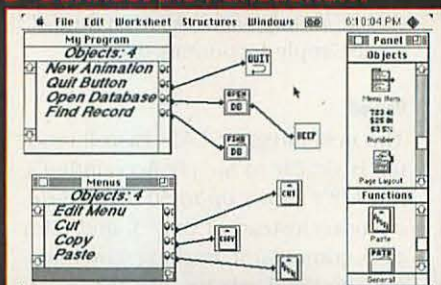 File Edit Worksheet Structures Windows 6:10:04 PM
My Program
Objects: 4
New Animation
Quit Button
Open Database
Find Record
QUIT
OPEN
DB
FIND
DB
BEEP
Menus
Objects: 4
Edit Menu
Cut
Copy
Paste
CUT
COPY
Panel
Objects
Menu Item
Number
Page Layout
Functions
Paste
PATH
General